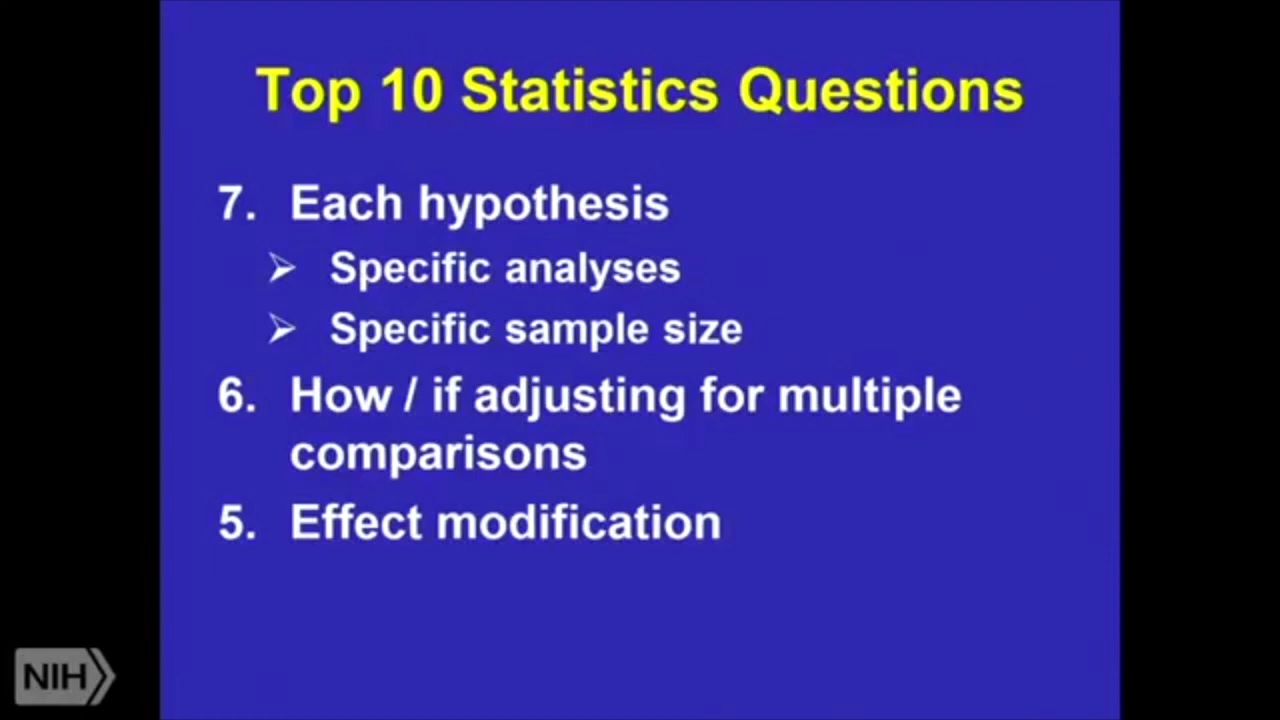 Top 10 Statistics Questions
7. Each hypothesis
➢ Specific analyses
➢ Specific sample size
6. How / if adjusting for multiple
comparisons
5. Effect modification
NIH